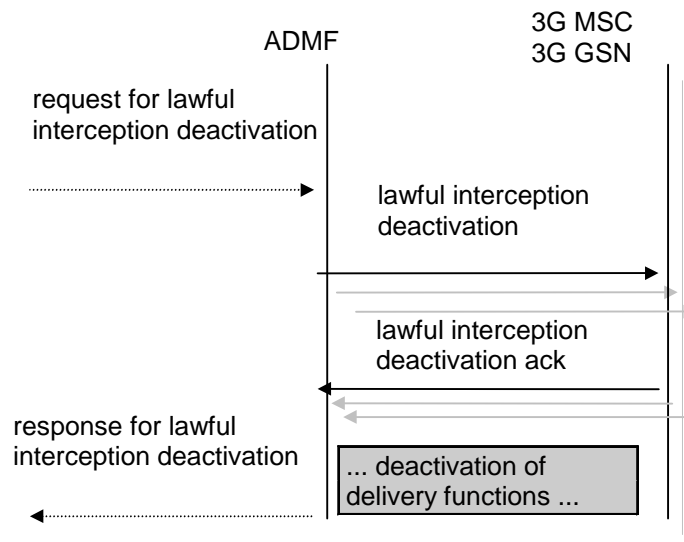 3G MSC
ADMF
3G GSN
request for lawful
interception deactivation
lawful interception
deactivation
lawful interception
deactivation ack
response for lawful
interception deactivation
... deactivation of
delivery functions ...